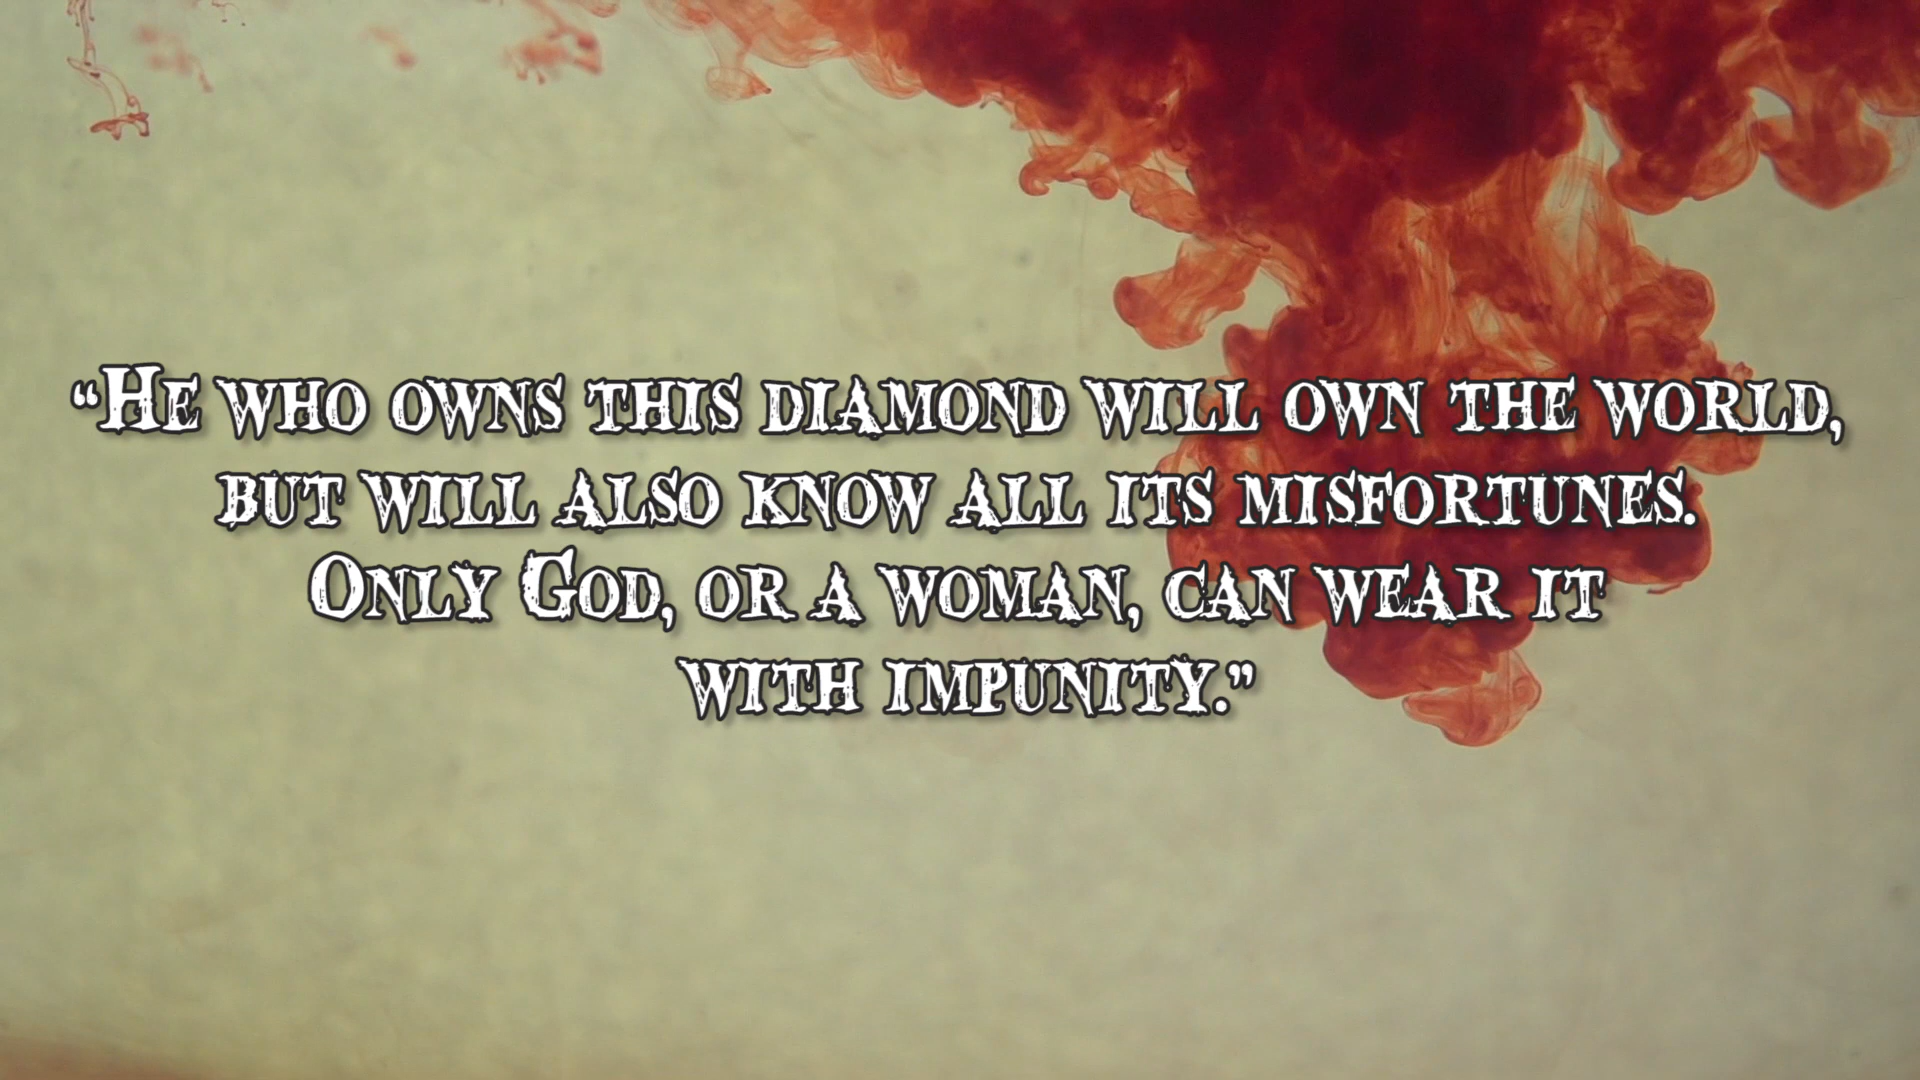 “He who owns this diamond will own the world,
but will also know all its misfortunes.
Only God, or a woman, can wear it
with impunity.”